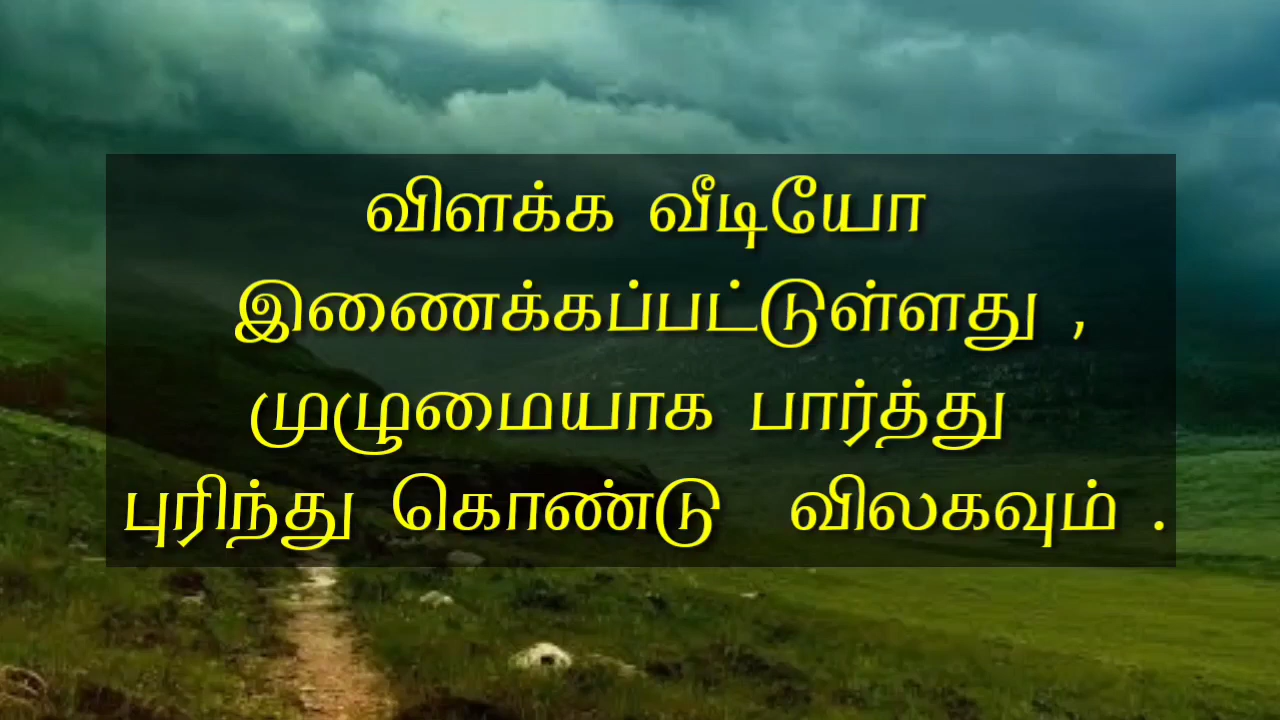 விளக்க வீடியோ
இணைக்கப்பட்டுள்ளது ,
முழுமையாக பார்த்து
புரிந்து கொண்டு விலகவும் .